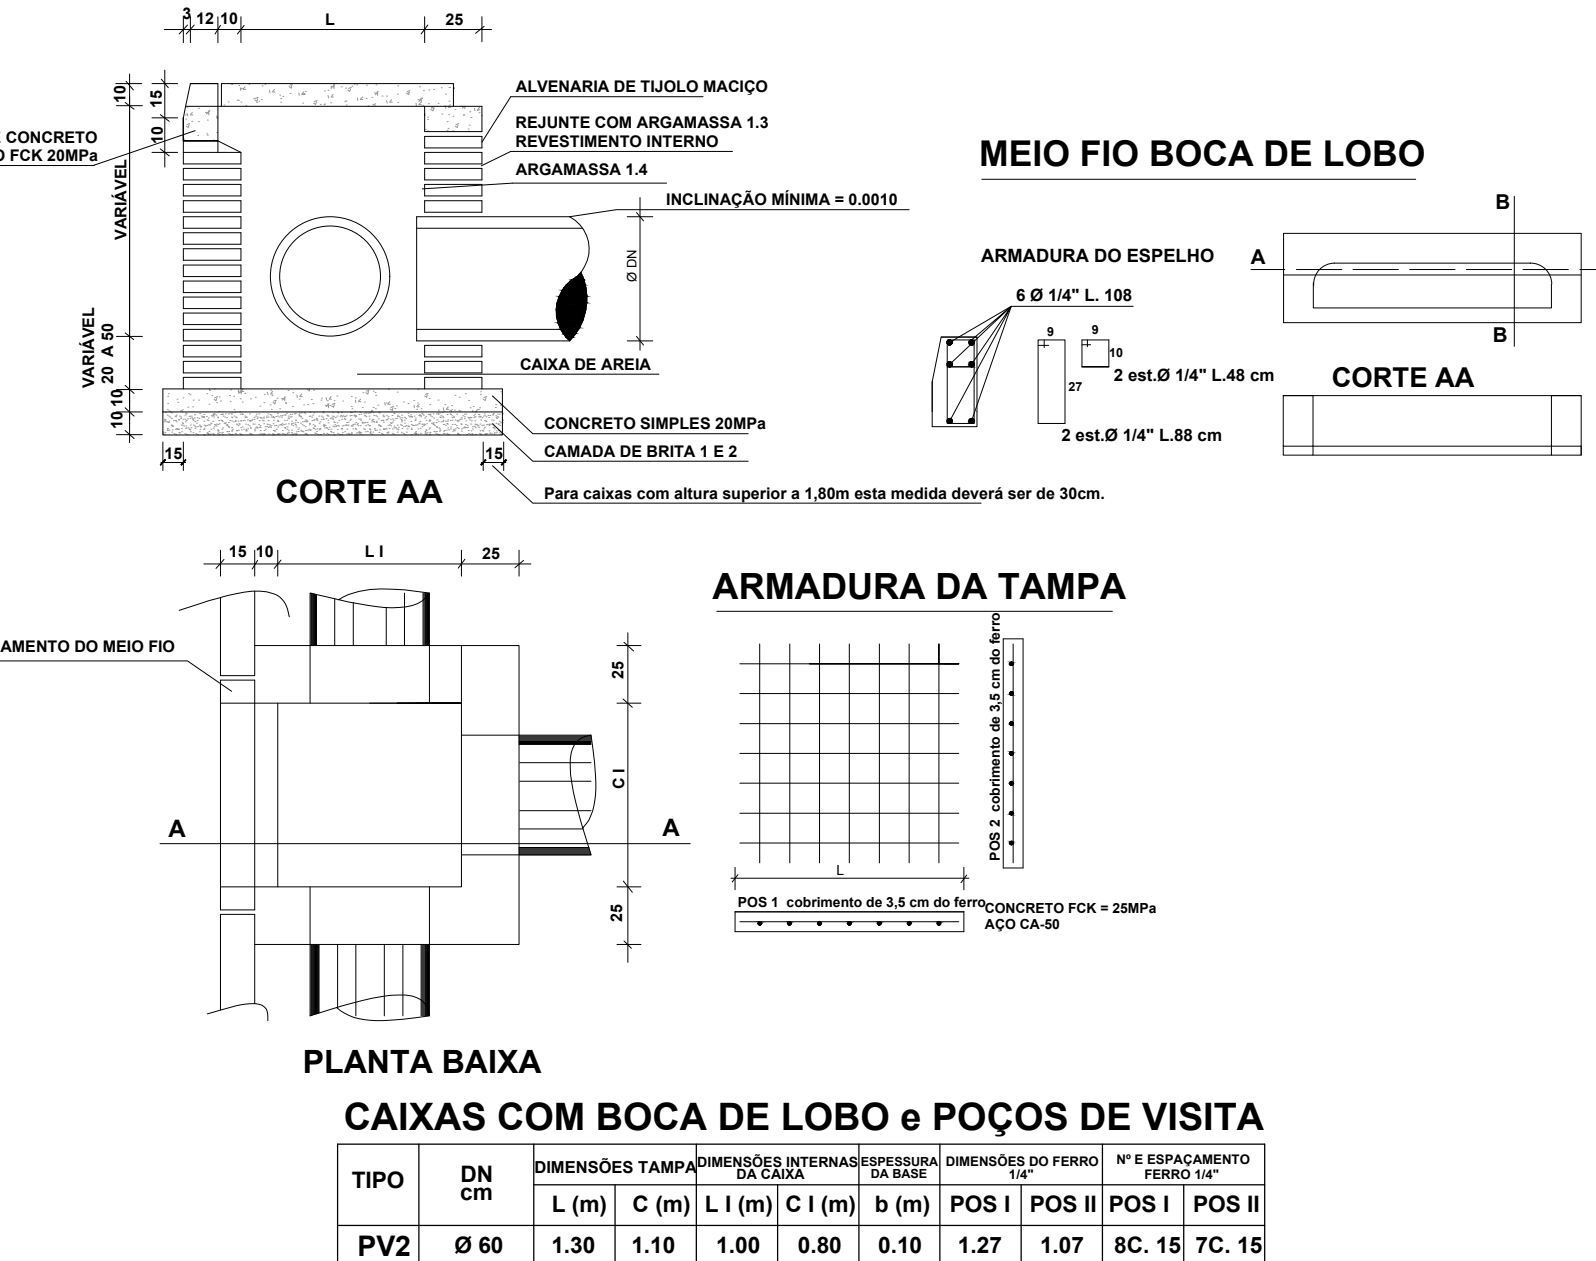 3 12 10 L 25
ALVENARIA DE TIJOLO MACIÇO
REJUNTE COM ARGAMASSA 1.3
REVESTIMENTO INTERNO
ARGAMASSA 1.4
INCLINAÇÃO MÍNIMA = 0.0010
CONCRETO
FCK 20MPa
10
15
10
VARIÁVEL
VARIÁVEL
20 A 50
10
10
Ø DN
CAIXA DE AREIA
CONCRETO SIMPLES 20MPa
CAMADA DE BRITA 1 E 2
15
15
CORTE AA
Para caixas com altura superior a 1,80m esta medida deverá ser de 30cm.
MEIO FIO BOCA DE LOBO
ARMADURA DO ESPELHO
6 Ø 1/4" L. 108
9
27
9
10
2 est.Ø 1/4" L.48 cm
2 est.Ø 1/4" L.88 cm
B
A
B
CORTE AA
15 10 L I 25
AMENTO DO MEIO FIO
25
C I
25
A
A
PLANTA BAIXA
ARMADURA DA TAMPA
POS 2 cobrimento de 3,5 cm do ferro
L
POS 1 cobrimento de 3,5 cm do ferro
CONCRETO FCK = 25MPa
AÇO CA-50
CAIXAS COM BOCA DE LOBO e POÇOS DE VISITA
TIPO
DN
cm
DIMENSÕES TAMPA
DIMENSÕES INTERNAS
DA CAIXA
ESPESSURA
DA BASE
DIMENSÕES DO FERRO
1/4"
Nº E ESPAÇAMENTO
FERRO 1/4"
L (m) C (m) L I (m) C I (m) b (m) POS I POS II POS I POS II
PV2 Ø 60 1.30 1.10 1.00 0.80 0.10 1.27 1.07 8C. 15 7C. 15